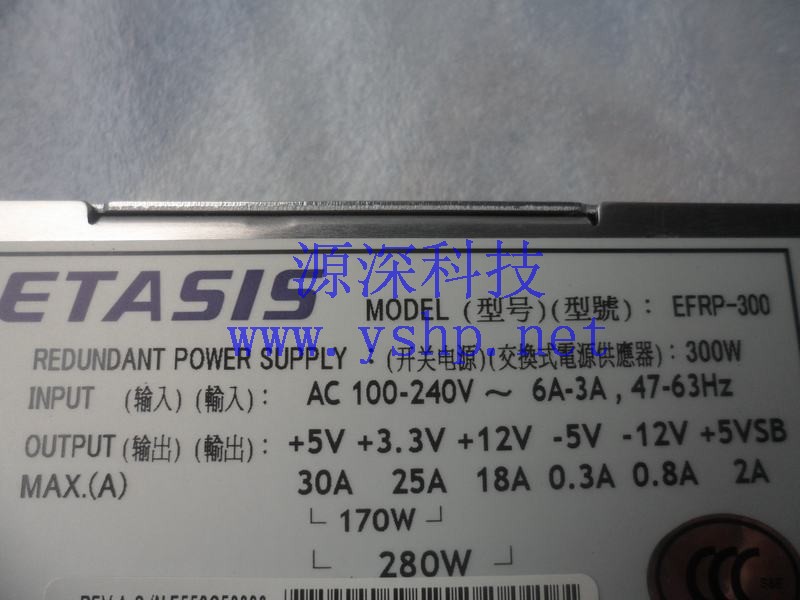 源深科技
www.yshp.net
ETASIS
MODEL (型号)(型號): EFRP-300
REDUNDANT POWER SUPPLY : (开关电源)(交换式電源供應器): 300W
INPUT (输入) (輸入): AC 100-240V ~ 6A-3A , 47-63Hz
OUTPUT (输出) (輸出): +5V +3.3V +12V -5V -12V +5VSB
MAX.(A) 30A 25A 18A 0.3A 0.8A 2A
170W
280W
CCC
S&E